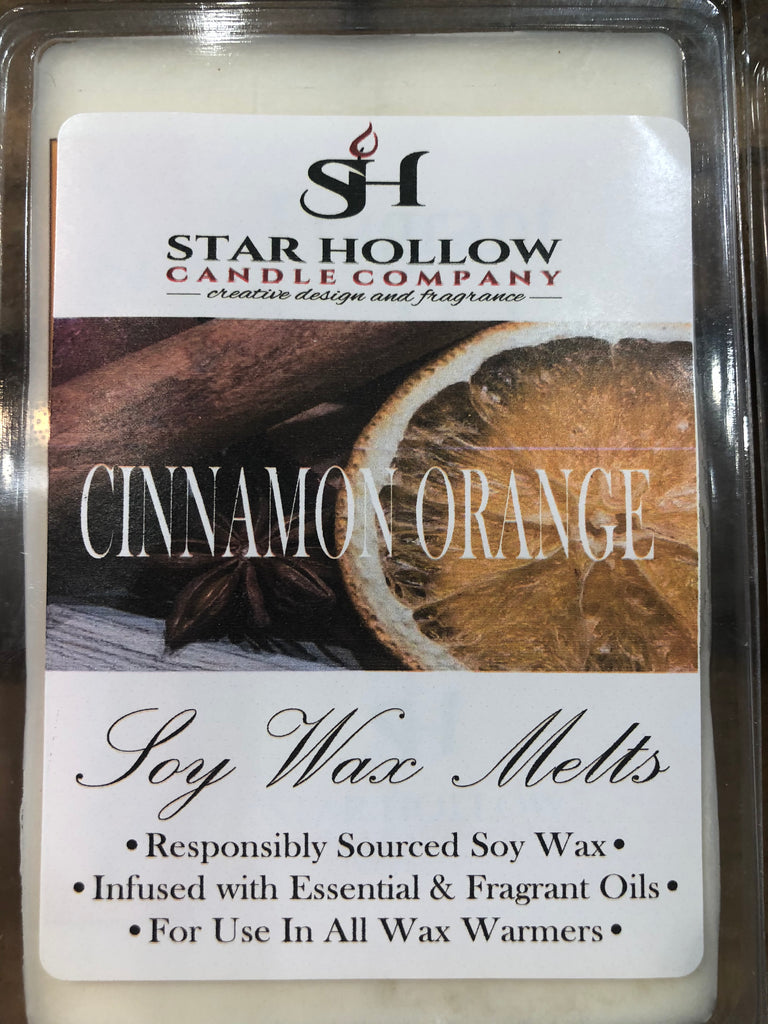 SH
STAR HOLLOW
CANDLE COMPANY
creative design and fragrance
CINNAMON ORANGE
Soy Wax Melts
• Responsibly Sourced Soy Wax •
• Infused with Essential & Fragrant Oils •
• For Use In All Wax Warmers •